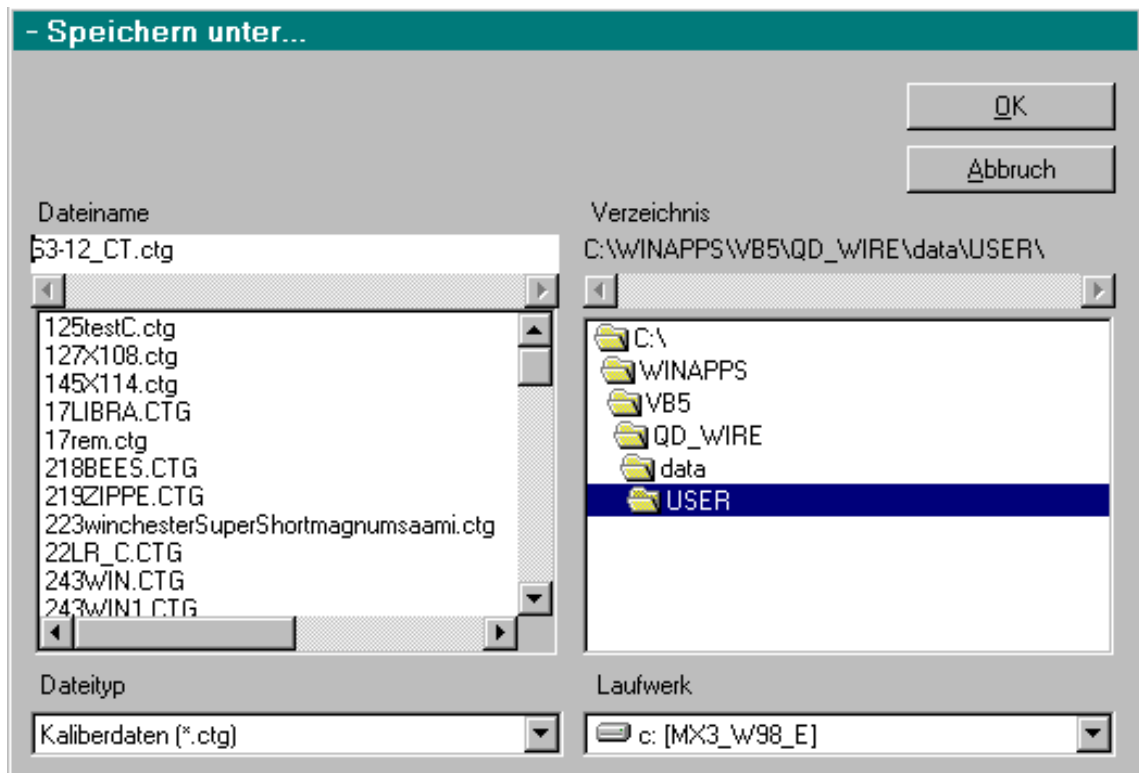 - Speichern unter...
OK
Abbruch
Dateiname
63-12_CT.ctg
Verzeichnis
C:\WINAPPS\VB5\QD_WIRE\data\USER\
125testC.ctg
127X108.ctg
145X114.ctg
17LIBRA.CTG
17rem.ctg
218BEES.CTG
219ZIPPE.CTG
223winchesterSuperShortmagnumsaami.ctg
22LR_C.CTG
243WIN.CTG
243WIN1.CTG
C:\
WINAPPS
VB5
QD_WIRE
data
USER
Dateityp
Kaliberdaten (*.ctg)
Laufwerk
c: [MX3_W98_E]